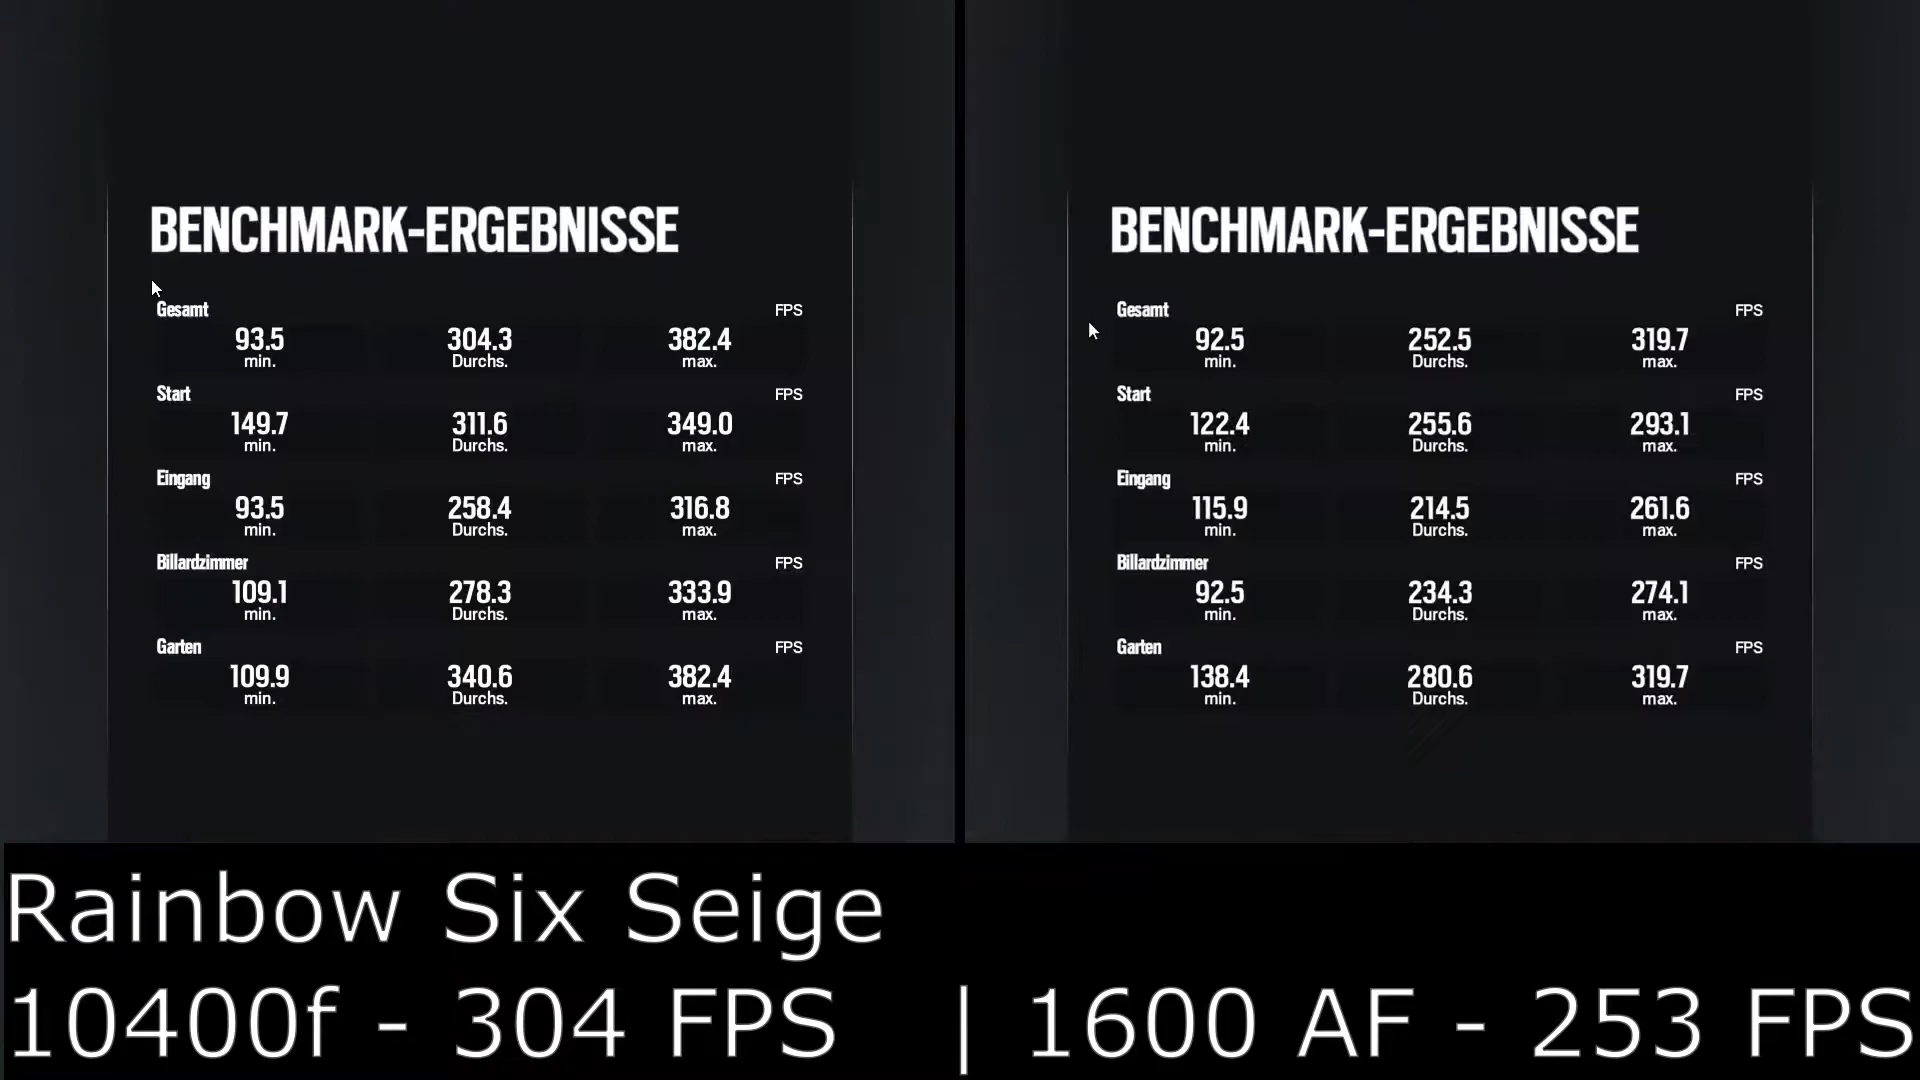 BENCHMARK-ERGEBNISSE
Gesamt FPS
93.5 304.3 382.4
min. Durchs. max.
Start FPS
149.7 311.6 349.0
min. Durchs. max.
Eingang FPS
93.5 258.4 316.8
min. Durchs. max.
Billardzimmer FPS
109.1 278.3 333.9
min. Durchs. max.
Garten FPS
109.9 340.6 382.4
min. Durchs. max.
BENCHMARK-ERGEBNISSE
Gesamt FPS
92.5 252.5 319.7
min. Durchs. max.
Start FPS
122.4 255.6 293.1
min. Durchs. max.
Eingang FPS
115.9 214.5 261.6
min. Durchs. max.
Billardzimmer FPS
92.5 234.3 274.1
min. Durchs. max.
Garten FPS
138.4 280.6 319.7
min. Durchs. max.
Rainbow Six Seige
10400f - 304 FPS | 1600 AF - 253 FPS